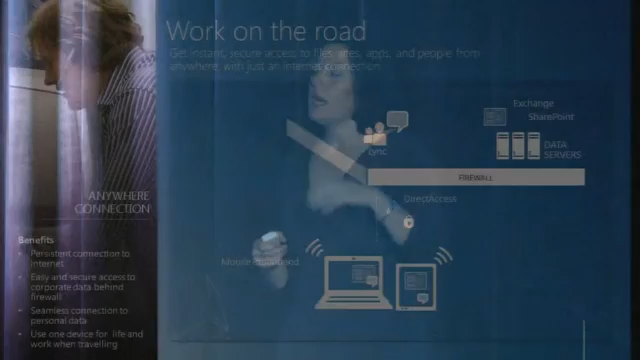 Work on the road
Get instant, secure access to files, sites, apps, and people from
anywhere, with just an internet connection.
Exchange
SharePoint
Lync
DATA
SERVERS
FIREWALL
DirectAccess
Mobile Broadband
ANYWHERE
CONNECTION
Benefits
• Persistent connection to
internet
• Easy and secure access to
corporate data behind
firewall
• Seamless connection to
personal data
• Use one device for life and
work when travelling